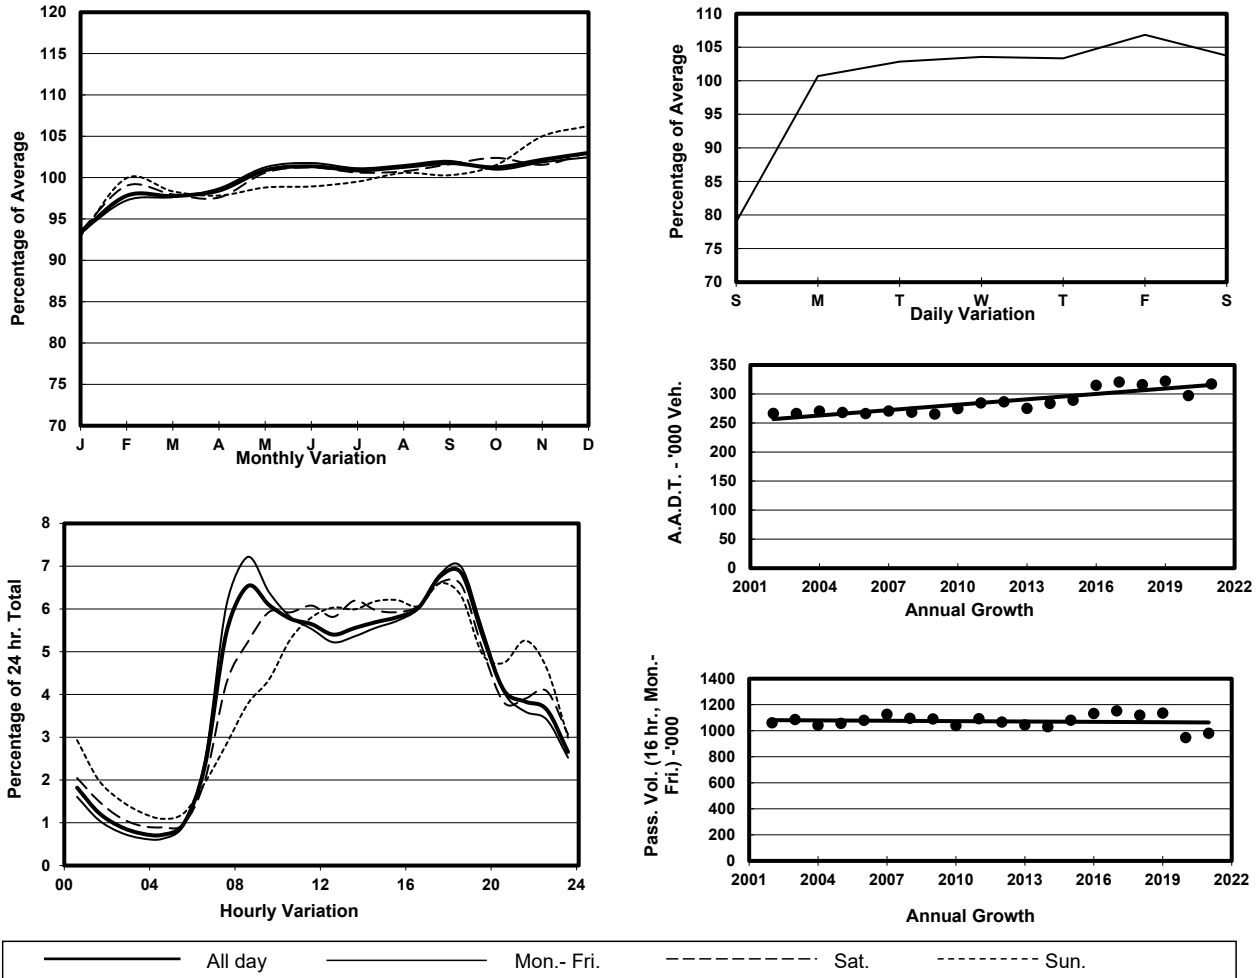 Percentage of Average
120
115
110
105
100
95
90
85
80
75
70
J F M A M J J A S O N D
Monthly Variation
Percentage of Average
110
105
100
95
90
85
80
75
70
S M T W T F S
Daily Variation
A.A.D.T. - '000 Veh.
350
300
250
200
150
100
50
0
2001 2004 2007 2010 2013 2016 2019 2022
Annual Growth
Percentage of 24 hr. Total
8
7
6
5
4
3
2
1
0
00 04 08 12 16 20 24
Hourly Variation
Pass. Vol. (16 hr., Mon.-
Fri.) -'000
1400
1200
1000
800
600
400
200
0
2001 2004 2007 2010 2013 2016 2019 2022
Annual Growth
All day Mon.- Fri. Sat. Sun.